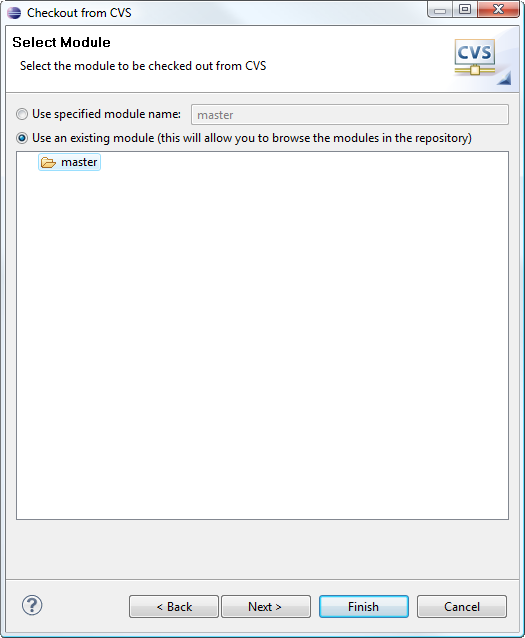 Checkout from CVS
Select Module
Select the module to be checked out from CVS
CVS
Use specified module name: master
Use an existing module (this will allow you to browse the modules in the repository)
master
? < Back Next > Finish Cancel